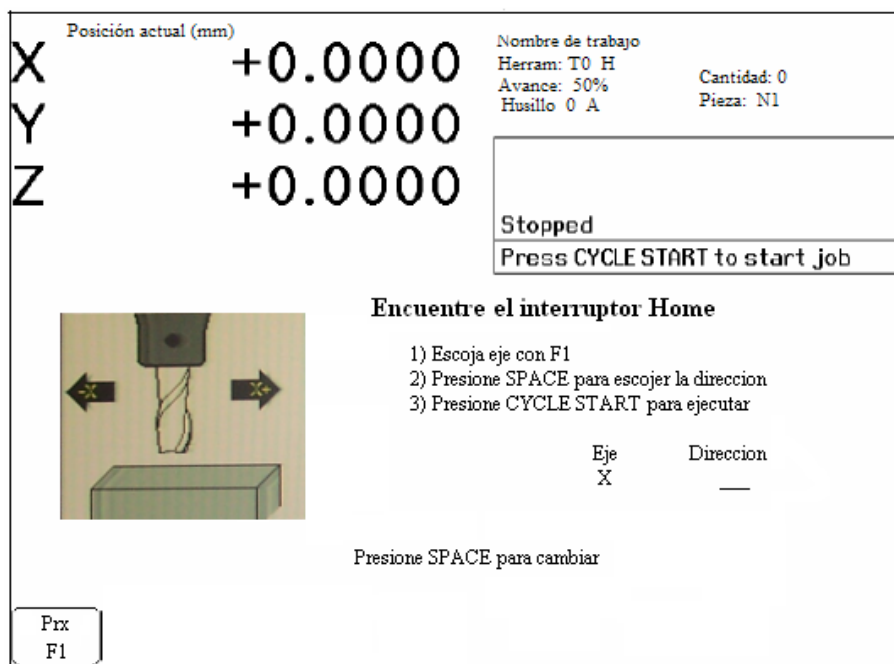 Posición actual (mm)
X +0.0000
Y +0.0000
Z +0.0000
Nombre de trabajo
Herram: T0 H
Avance: 50%
Husillo 0 A
Cantidad: 0
Pieza: N1
Stopped
Press CYCLE START to start job
Encuentre el interruptor Home
1) Escoja eje con F1
2) Presione SPACE para escojer la direccion
3) Presione CYCLE START para ejecutar
Eje Direccion
X __
-X X+
Presione SPACE para cambiar
Prx
F1